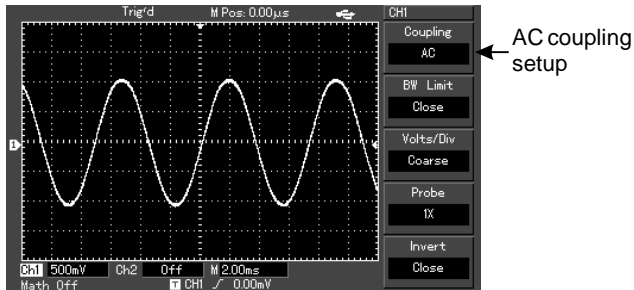 Trig'd M Pos: 0.00μs CH1
Coupling
AC
AC coupling
setup
BW Limit
Close
Volts/Div
Coarse
1
Probe
1X
Invert
Close
Ch1 500mV Ch2 Off M 2.00ms
Math Off T CH1 0.00mV